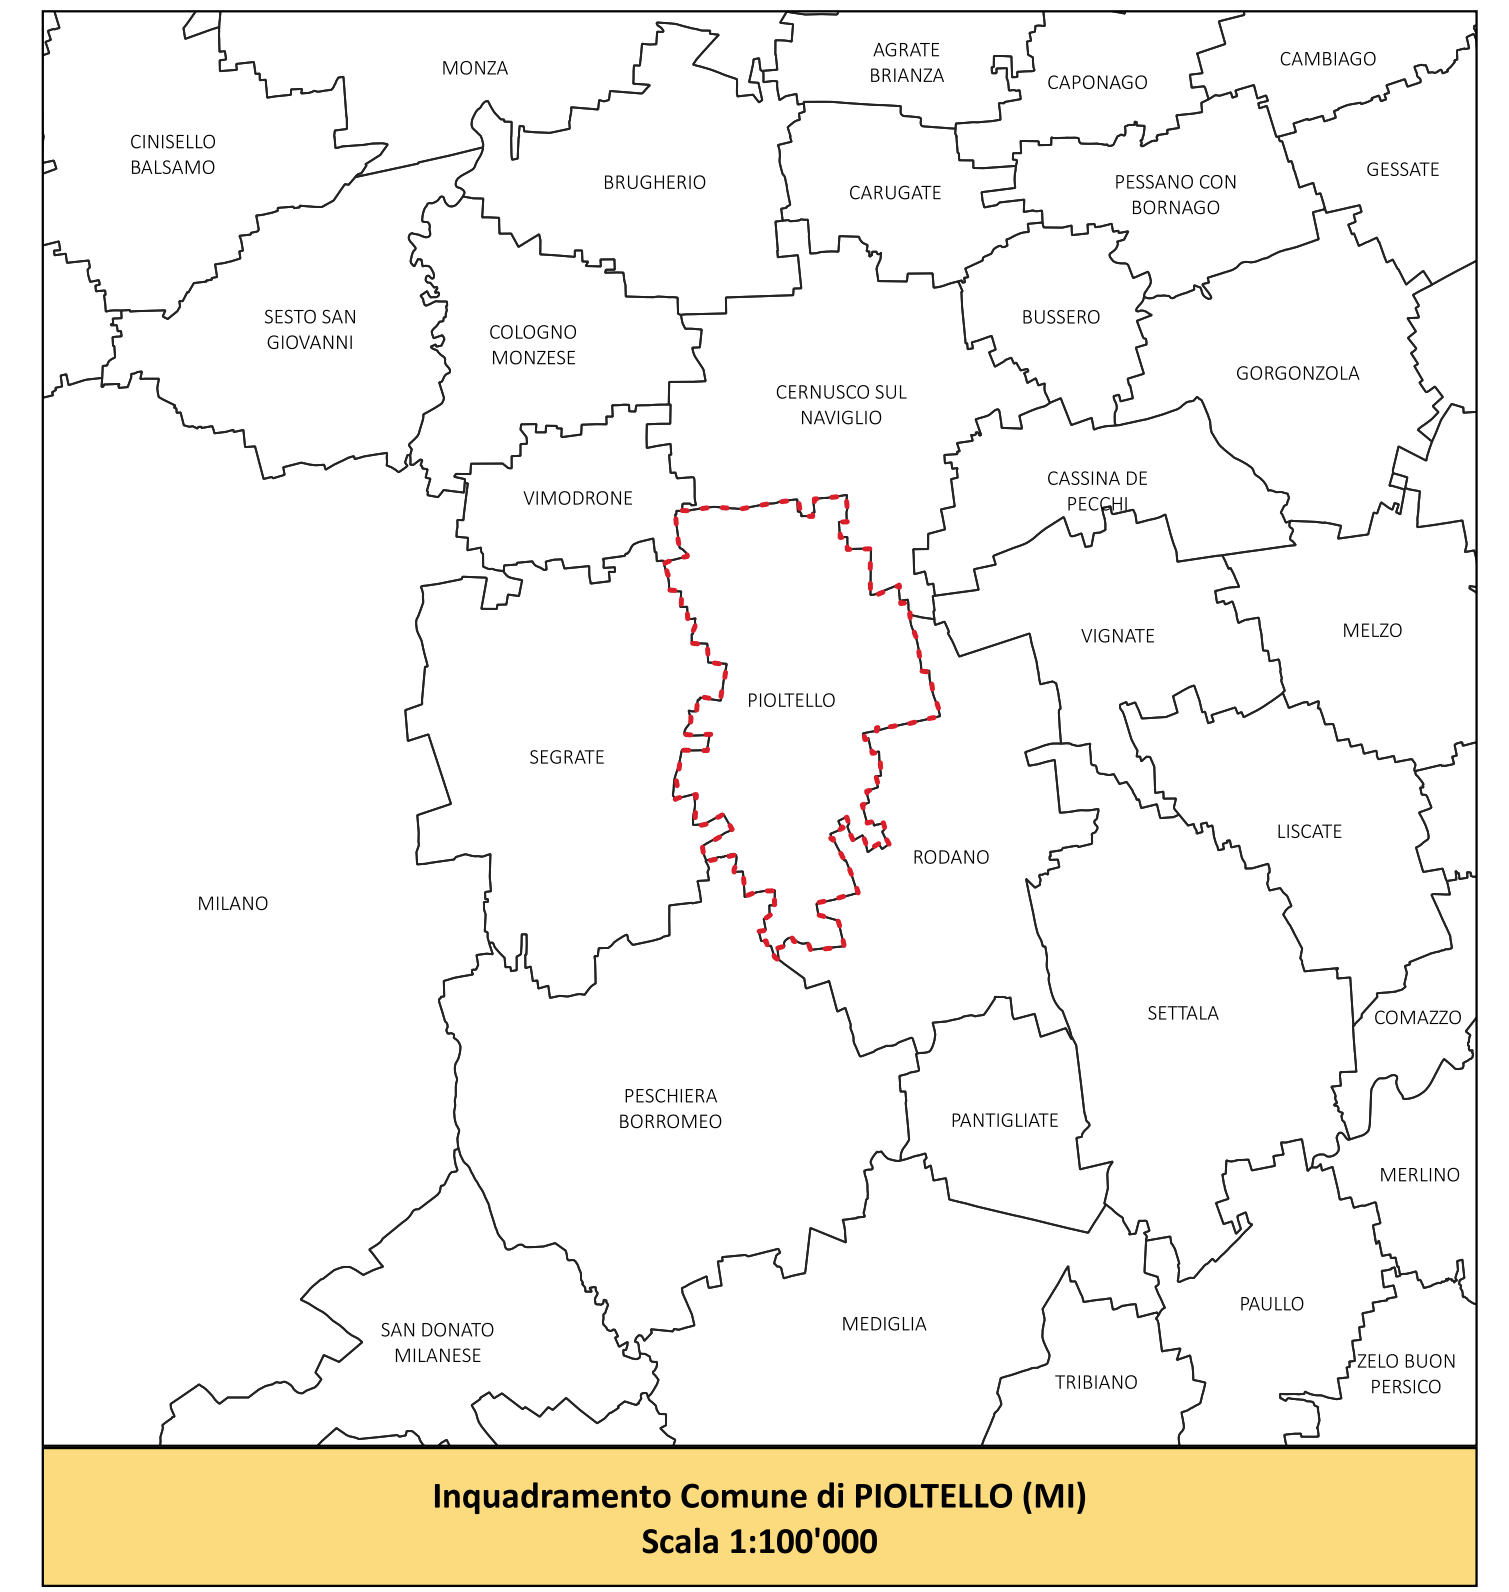 MONZA
AGRATE
BRIANZA
CAPONAGO
CAMBIAGO
CINISELLO
BALSAMO
BRUGHERIO
CARUGATE
PESSANO CON
BORNAGO
GESSATE
SESTO SAN
GIOVANNI
COLOGNO
MONZESE
BUSSERO
GORGONZOLA
CERNUSCO SUL
NAVIGLIO
VIMODRONE
CASSINA DE
PECCHI
VIGNATE
MELZO
PIOLTELLO
SEGRATE
RODANO
LISCATE
MILANO
SETTALA
COMAZZO
PESCHIERA
BORROMEO
PANTIGLIATE
MERLINO
SAN DONATO
MILANESE
MEDIGLIA
PAULLO
TRIBIANO
ZELO BUON
PERSICO
Inquadramento Comune di PIOLTELLO (MI)
Scala 1:100'000